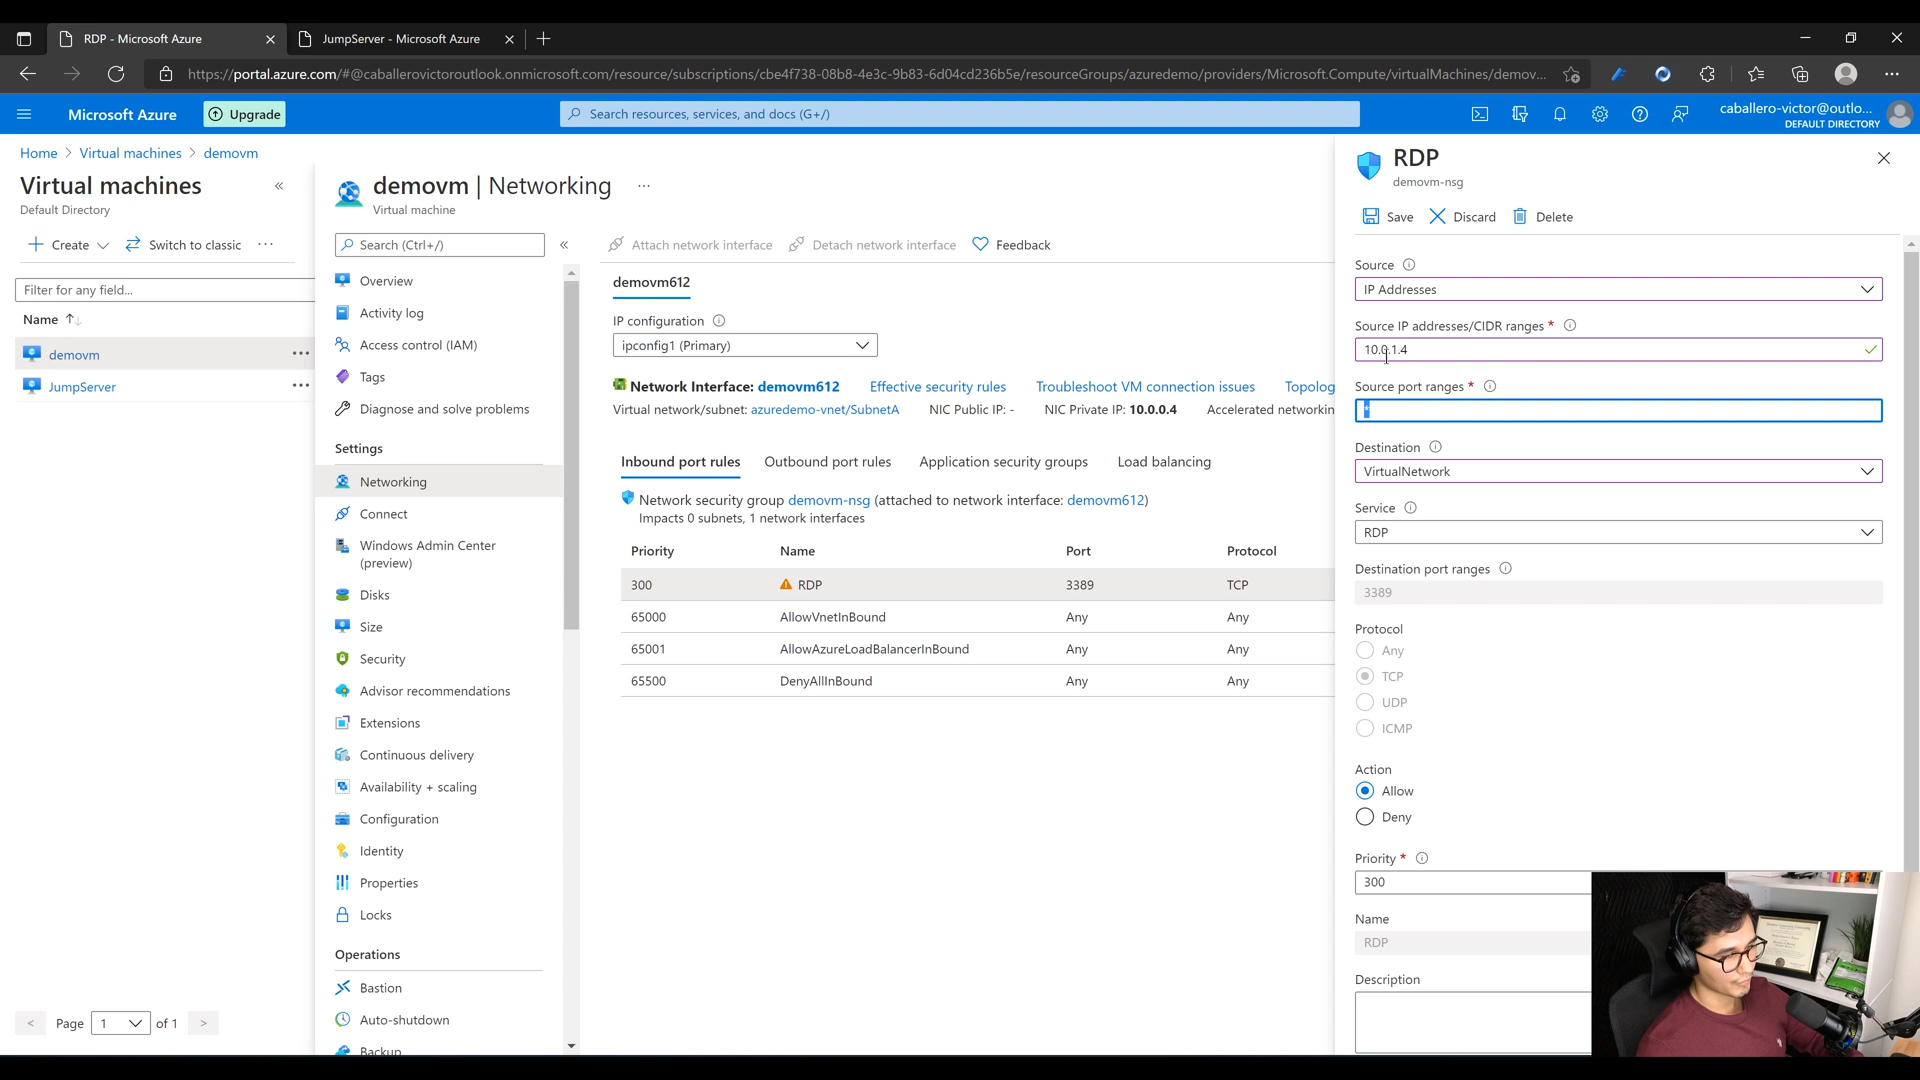 RDP - Microsoft Azure
JumpServer - Microsoft Azure
https://portal.azure.com/#@caballerovictoroutlook.onmicrosoft.com/resource/subscriptions/cbe4f738-08b8-4e3c-9b83-6d04cd236b5e/resourceGroups/azuredemo/providers/Microsoft.Compute/virtualMachines/demov...
Microsoft Azure
Upgrade
Search resources, services, and docs (G+/)
caballero-victor@outlo...
DEFAULT DIRECTORY
Home > Virtual machines > demovm
Virtual machines
Default Directory
Create
Switch to classic
Filter for any field...
Name
demovm
JumpServer
< Page 1 of 1 >
demovm | Networking
Virtual machine
Search (Ctrl+/)
Overview
Activity log
Access control (IAM)
Tags
Diagnose and solve problems
Settings
Networking
Connect
Windows Admin Center
(preview)
Disks
Size
Security
Advisor recommendations
Extensions
Continuous delivery
Availability + scaling
Configuration
Identity
Properties
Locks
Operations
Bastion
Auto-shutdown
Backup
Attach network interface
Detach network interface
Feedback
demovm612
IP configuration
ipconfig1 (Primary)
Network Interface: demovm612 Effective security rules Troubleshoot VM connection issues Topolog
Virtual network/subnet: azuredemo-vnet/SubnetA NIC Public IP: - NIC Private IP: 10.0.0.4 Accelerated networkin
Inbound port rules Outbound port rules Application security groups Load balancing
Network security group demovm-nsg (attached to network interface: demovm612)
Impacts 0 subnets, 1 network interfaces
Priority Name Port Protocol
300 RDP 3389 TCP
65000 AllowVnetInBound Any Any
65001 AllowAzureLoadBalancerInBound Any Any
65500 DenyAllInBound Any Any
RDP
demovm-nsg
Save
Discard
Delete
Source
IP Addresses
Source IP addresses/CIDR ranges *
10.0.1.4
Source port ranges *
*
Destination
VirtualNetwork
Service
RDP
Destination port ranges
3389
Protocol
Any
TCP
UDP
ICMP
Action
Allow
Deny
Priority *
300
Name
RDP
Description